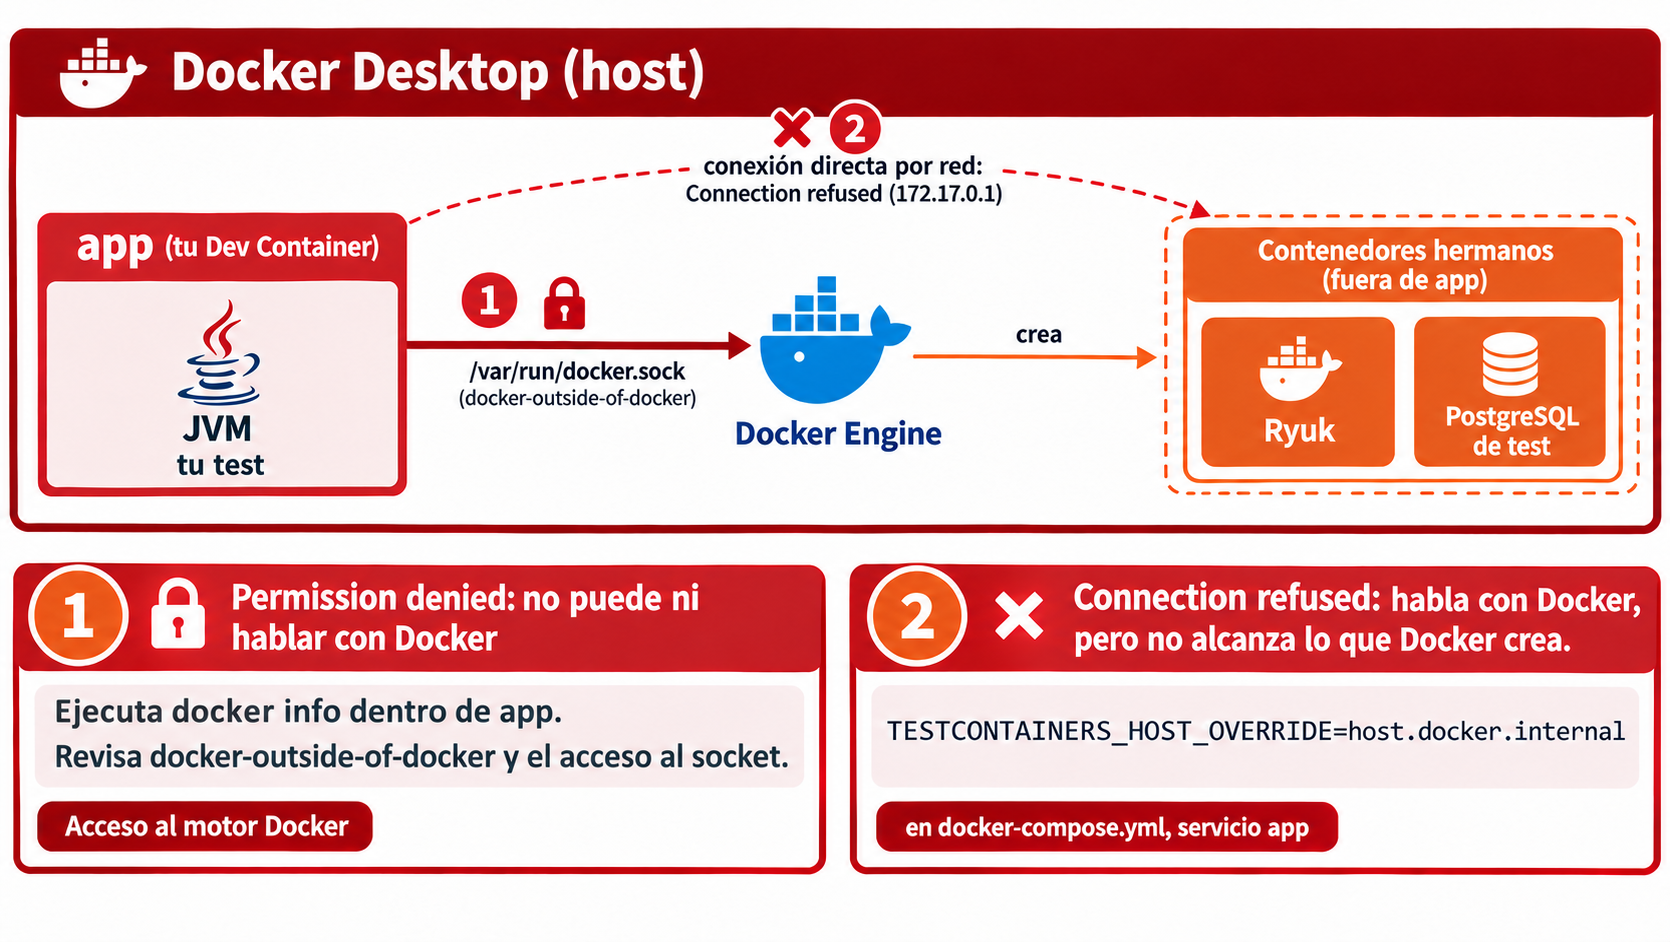 Docker Desktop (host)
2
conexión directa por red:
Connection refused (172.17.0.1)
app (tu Dev Container)
JVM
tu test
1
/var/run/docker.sock
(docker-outside-of-docker)
Docker Engine
crea
Contenedores hermanos
(fuera de app)
Ryuk
PostgreSQL
de test
1
Permission denied: no puede ni
hablar con Docker
Ejecuta docker info dentro de app.
Revisa docker-outside-of-docker y el acceso al socket.
Acceso al motor Docker
2
Connection refused: habla con Docker,
pero no alcanza lo que Docker crea.
TESTCONTAINERS_HOST_OVERRIDE=host.docker.internal
en docker-compose.yml, servicio app